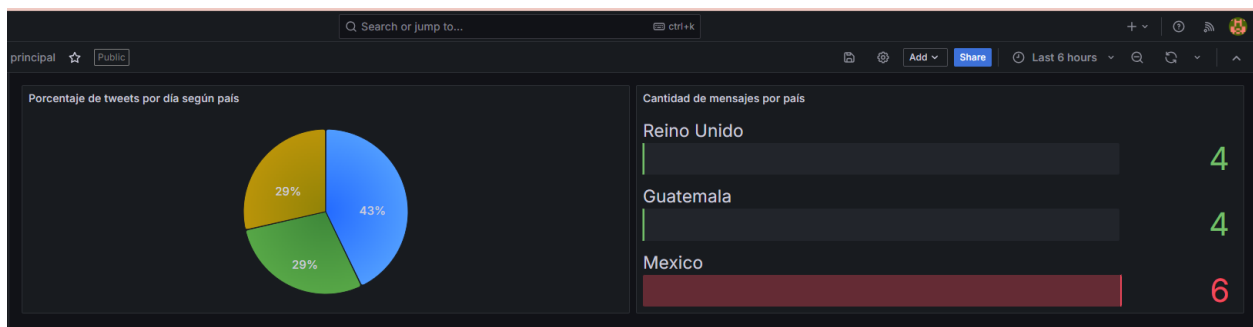 Search or jump to...
ctrl+k
principal
Public
Add
Share
Last 6 hours
Porcentaje de tweets por día según país
29%
43%
29%
Cantidad de mensajes por país
Reino Unido
4
Guatemala
4
Mexico
6